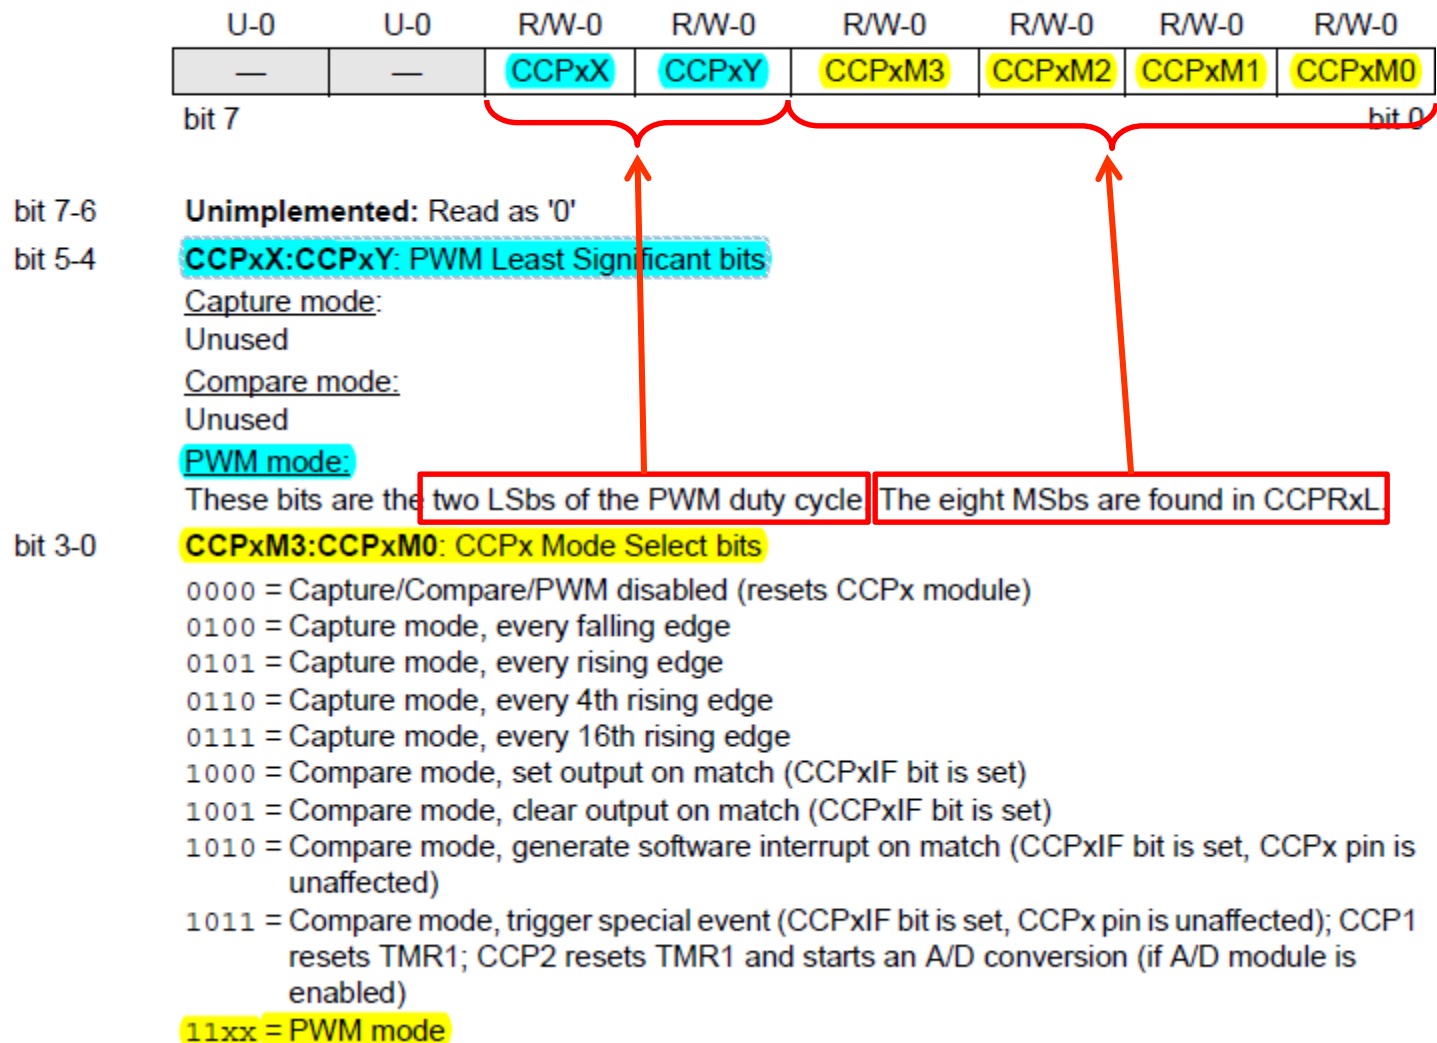 U-0 U-0 R/W-0 R/W-0 R/W-0 R/W-0 R/W-0 R/W-0
— — CCPxX CCPxY CCPxM3 CCPxM2 CCPxM1 CCPxM0
bit 7 bit 0
bit 7-6 Unimplemented: Read as '0'
bit 5-4 CCPxX:CCPxY: PWM Least Significant bits
Capture mode:
Unused
Compare mode:
Unused
PWM mode:
These bits are the two LSbs of the PWM duty cycle. The eight MSbs are found in CCPRxL.
bit 3-0 CCPxM3:CCPxM0: CCPx Mode Select bits
0000 = Capture/Compare/PWM disabled (resets CCPx module)
0100 = Capture mode, every falling edge
0101 = Capture mode, every rising edge
0110 = Capture mode, every 4th rising edge
0111 = Capture mode, every 16th rising edge
1000 = Compare mode, set output on match (CCPxIF bit is set)
1001 = Compare mode, clear output on match (CCPxIF bit is set)
1010 = Compare mode, generate software interrupt on match (CCPxIF bit is set, CCPx pin is
unaffected)
1011 = Compare mode, trigger special event (CCPxIF bit is set, CCPx pin is unaffected); CCP1
resets TMR1; CCP2 resets TMR1 and starts an A/D conversion (if A/D module is
enabled)
11xx = PWM mode